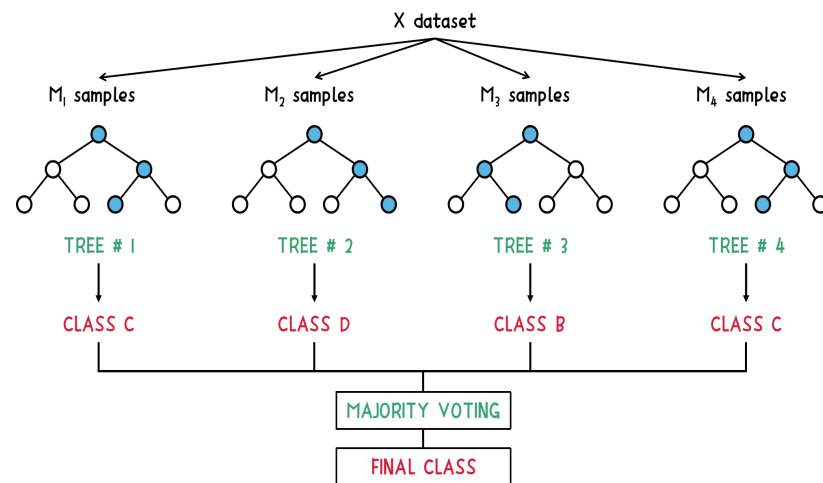 X dataset
M₁ samples
M₂ samples
M₃ samples
M₄ samples
TREE # 1
TREE # 2
TREE # 3
TREE # 4
CLASS C
CLASS D
CLASS B
CLASS C
MAJORITY VOTING
FINAL CLASS